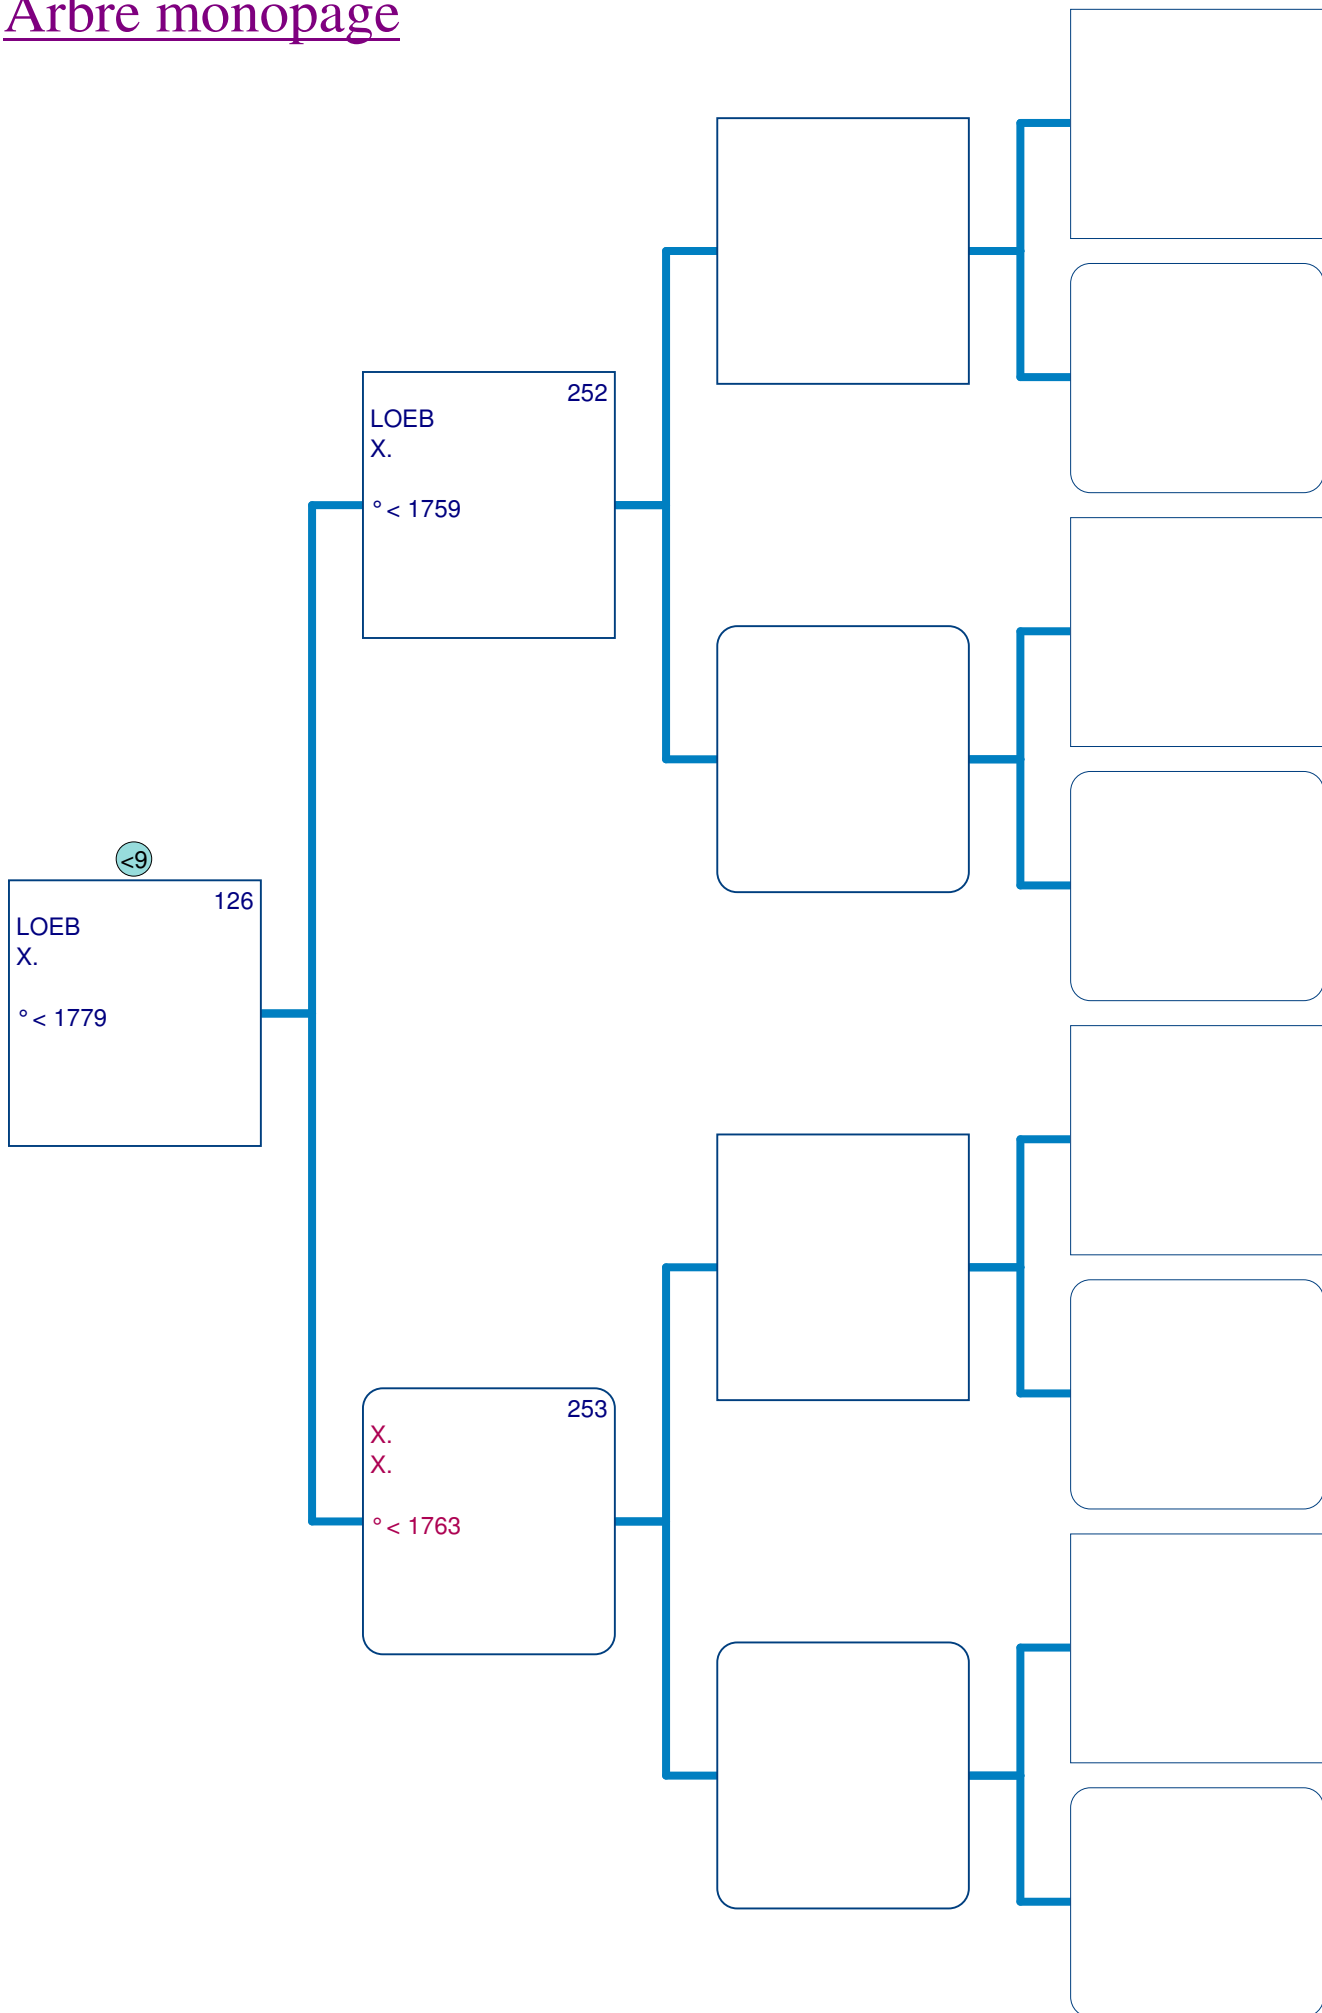 Arbre monopage
252
LOEB
X.
° < 1759
<9
126
LOEB
X.
° < 1779
253
X.
X.
° < 1763